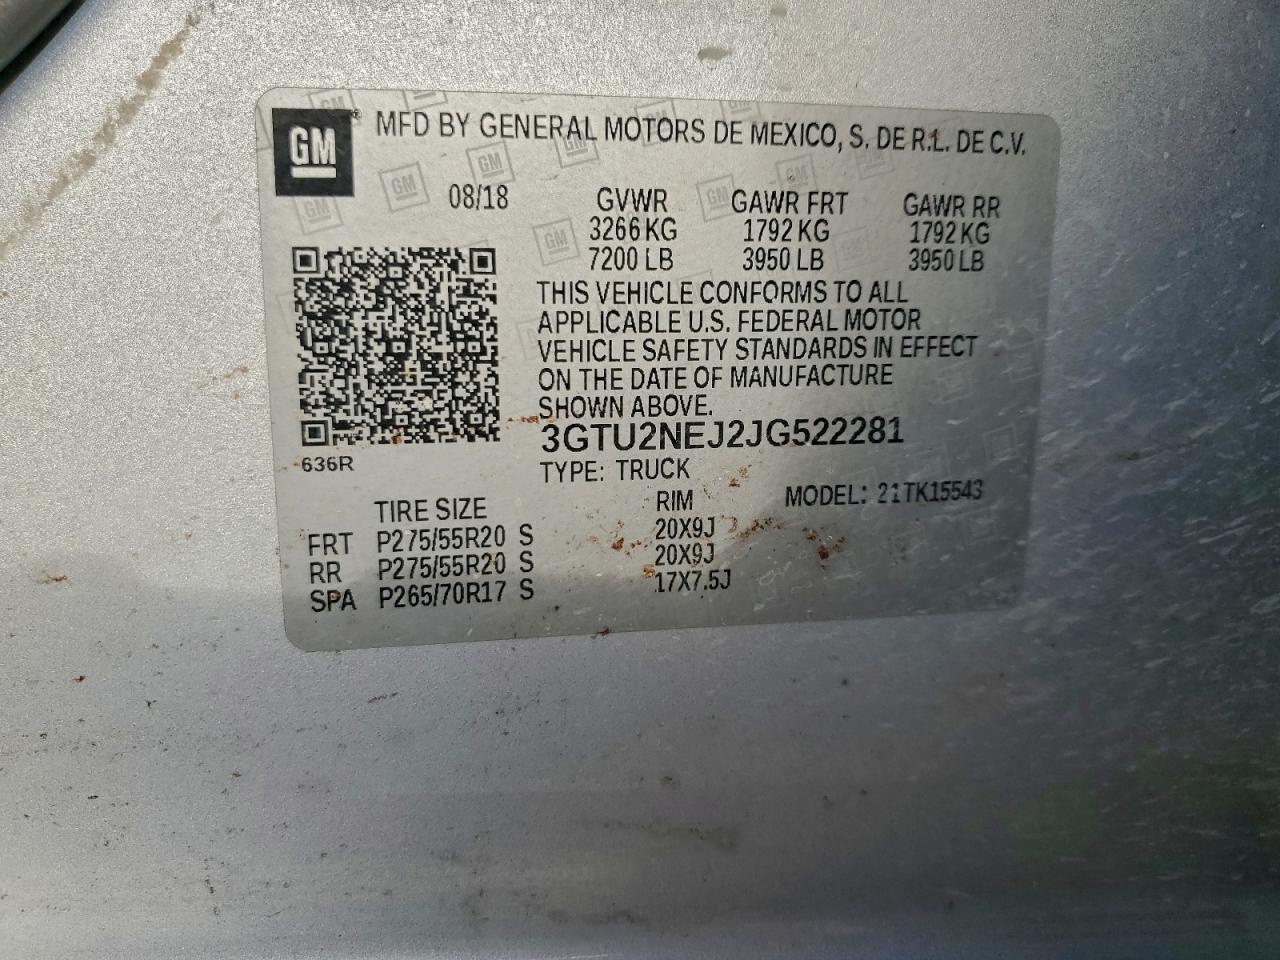 GM ® MFD BY GENERAL MOTORS DE MEXICO, S. DE R.L. DE C.V.
08/18 GVWR GAWR FRT GAWR RR
3266 KG 1792 KG 1792 KG
7200 LB 3950 LB 3950 LB
THIS VEHICLE CONFORMS TO ALL
APPLICABLE U.S. FEDERAL MOTOR
VEHICLE SAFETY STANDARDS IN EFFECT
ON THE DATE OF MANUFACTURE
SHOWN ABOVE.
3GTU2NEJ2JG522281
636R
TYPE: TRUCK
MODEL: 21TK15543
TIRE SIZE RIM
FRT P275/55R20 S 20X9J
RR P275/55R20 S 20X9J
SPA P265/70R17 S 17X7.5J